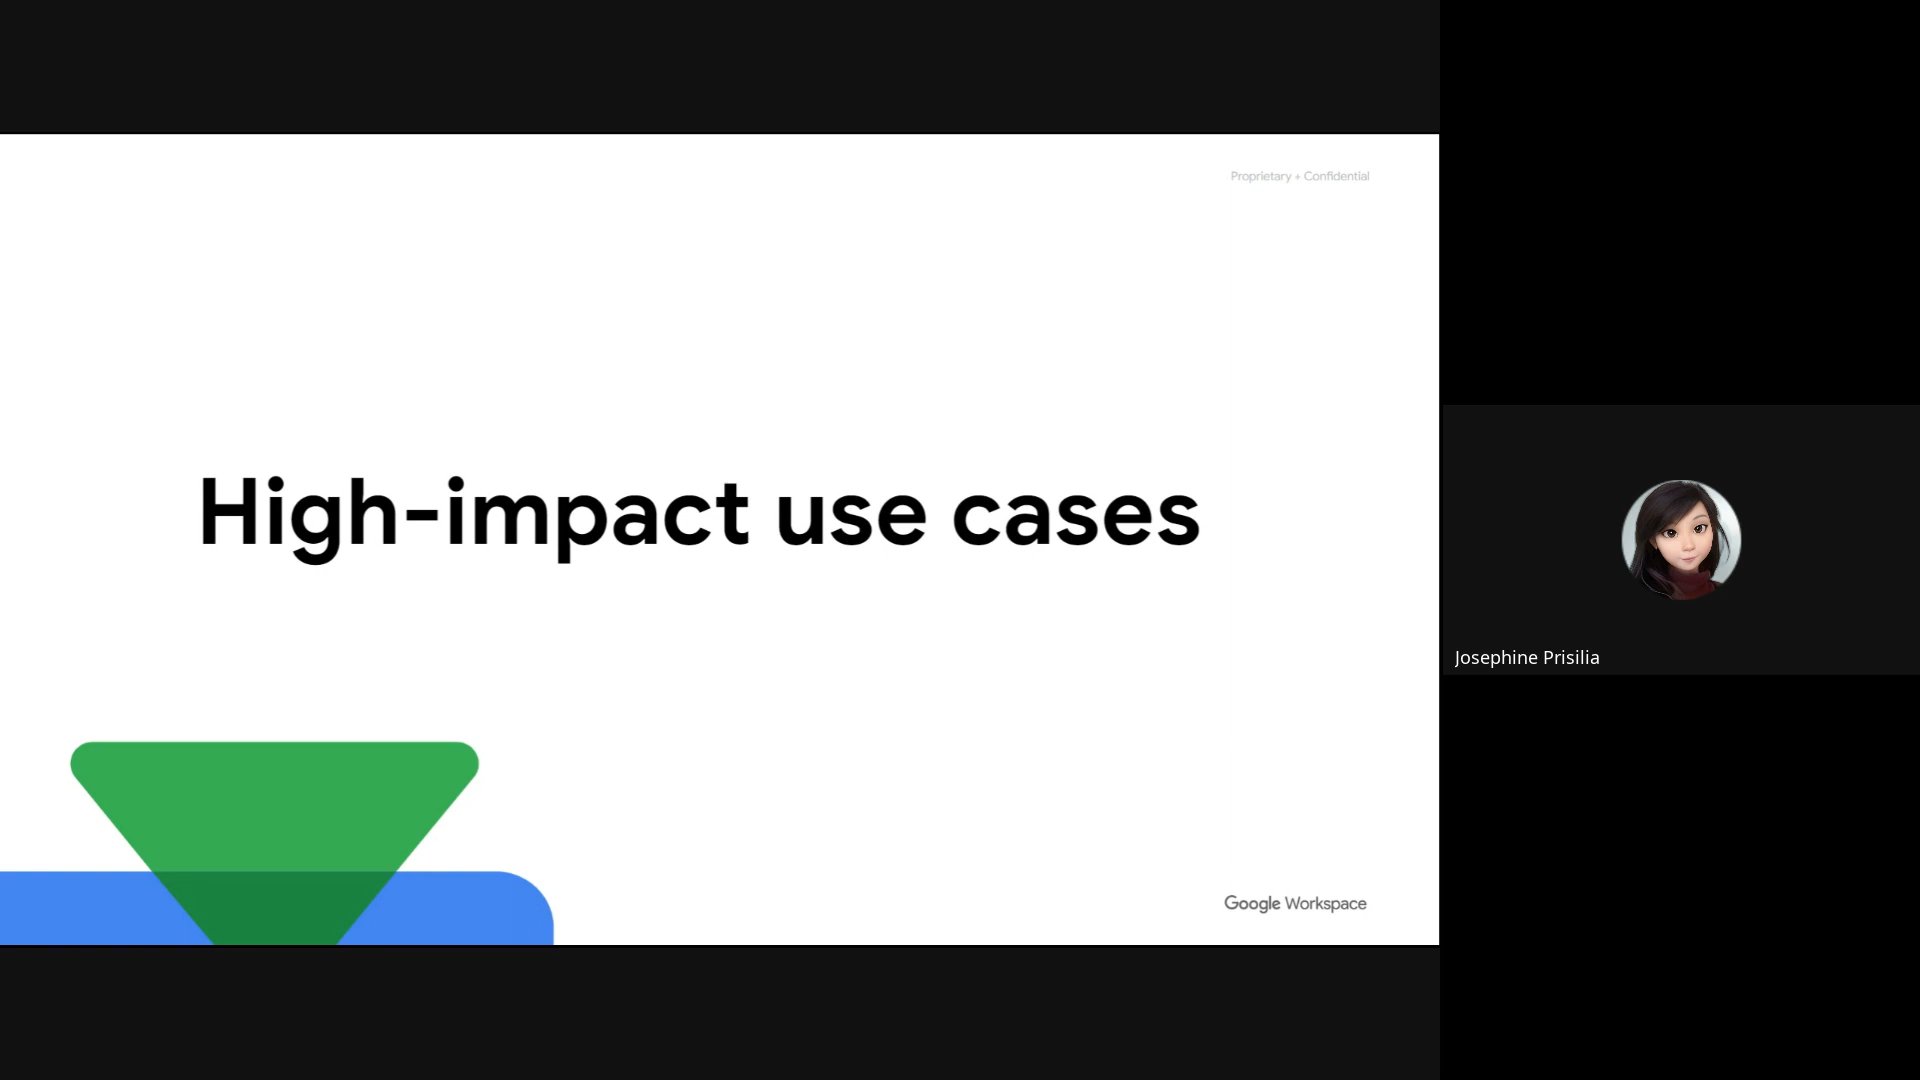 Proprietary + Confidential
High-impact use cases
Josephine Prisilia
Google Workspace